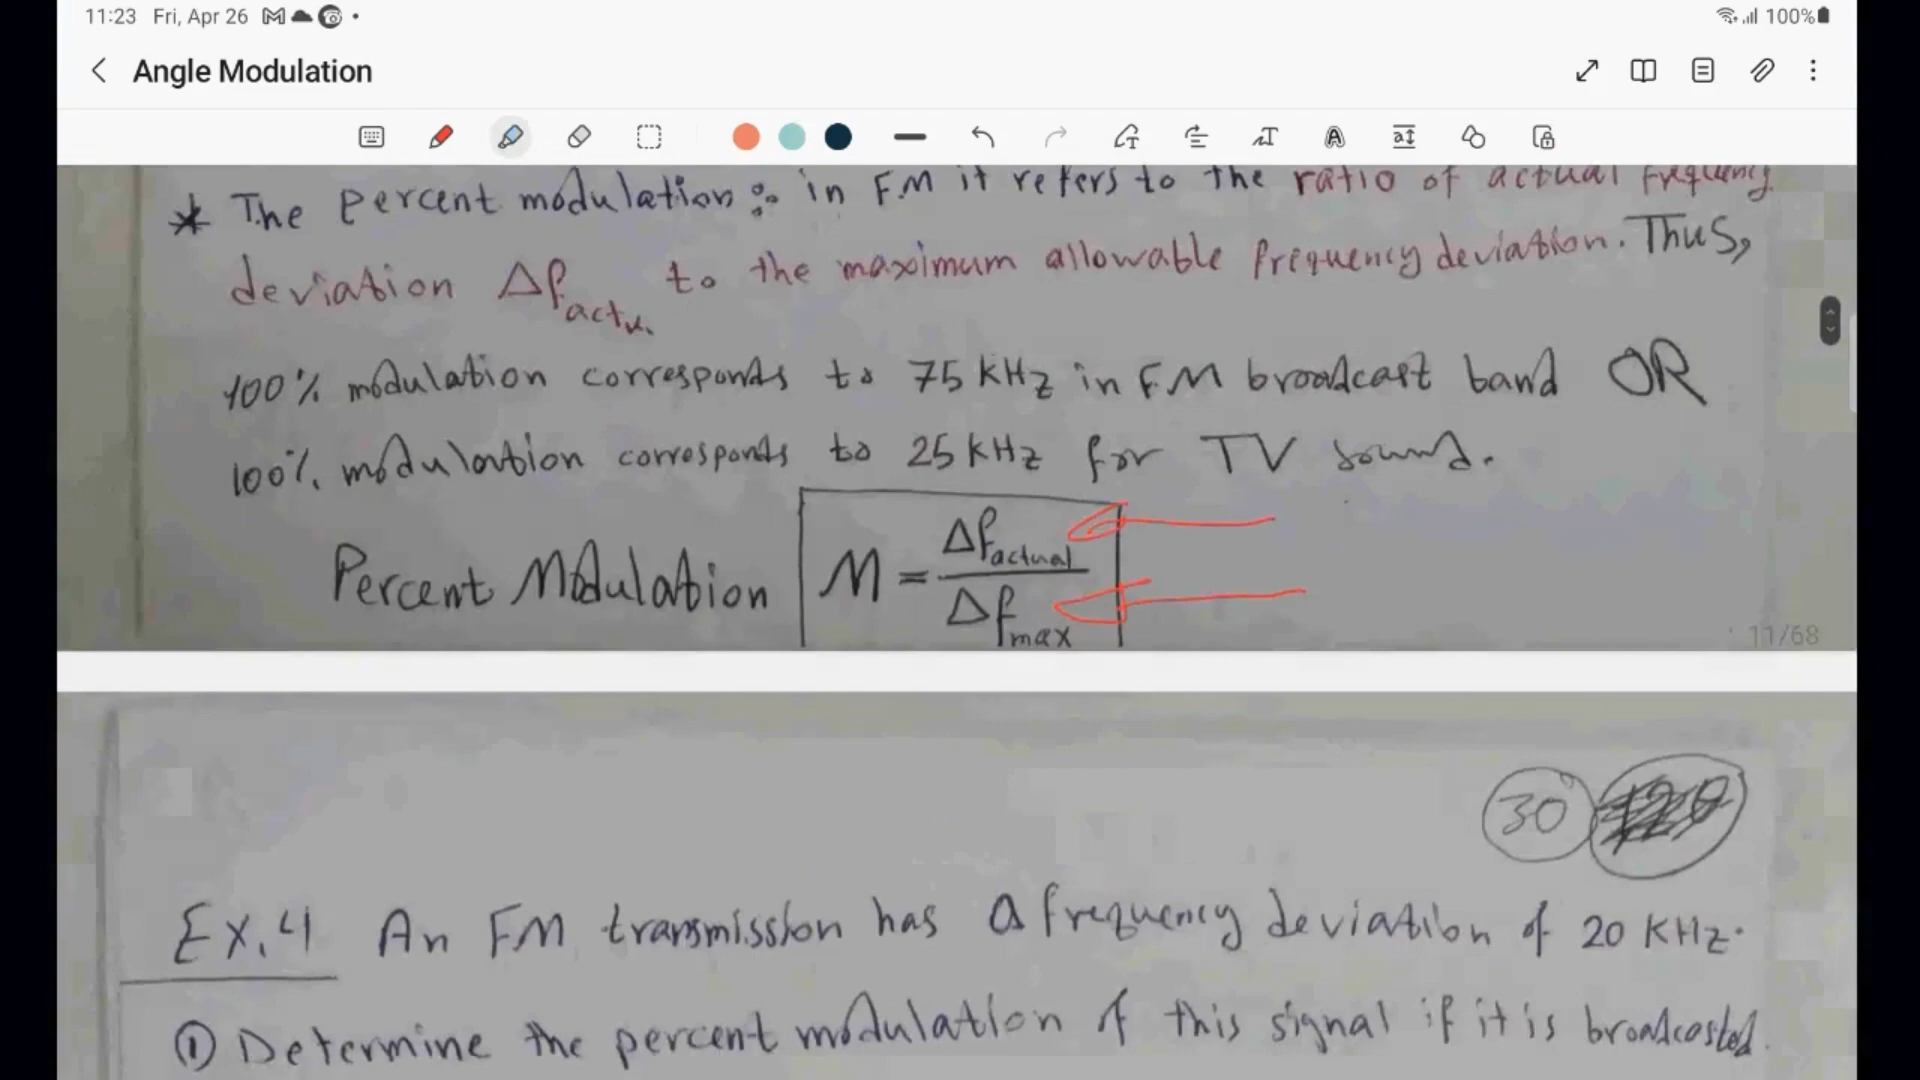 11:23 Fri, Apr 26
100%
Angle Modulation
* The percent modulation : in F.M it refers to the ratio of actual frequency
deviation Δf actu. to the maximum allowable frequency deviation. Thus,
100% modulation corresponds to 75 kHz in F.M broadcast band OR
100% modulation corresponds to 25 kHz for TV sound.
Percent Modulation M = Δf actual / Δf max
11/68
30
Ex.4 An FM transmission has a frequency deviation of 20 KHz.
① Determine the percent modulation of this signal if it is broadcasted